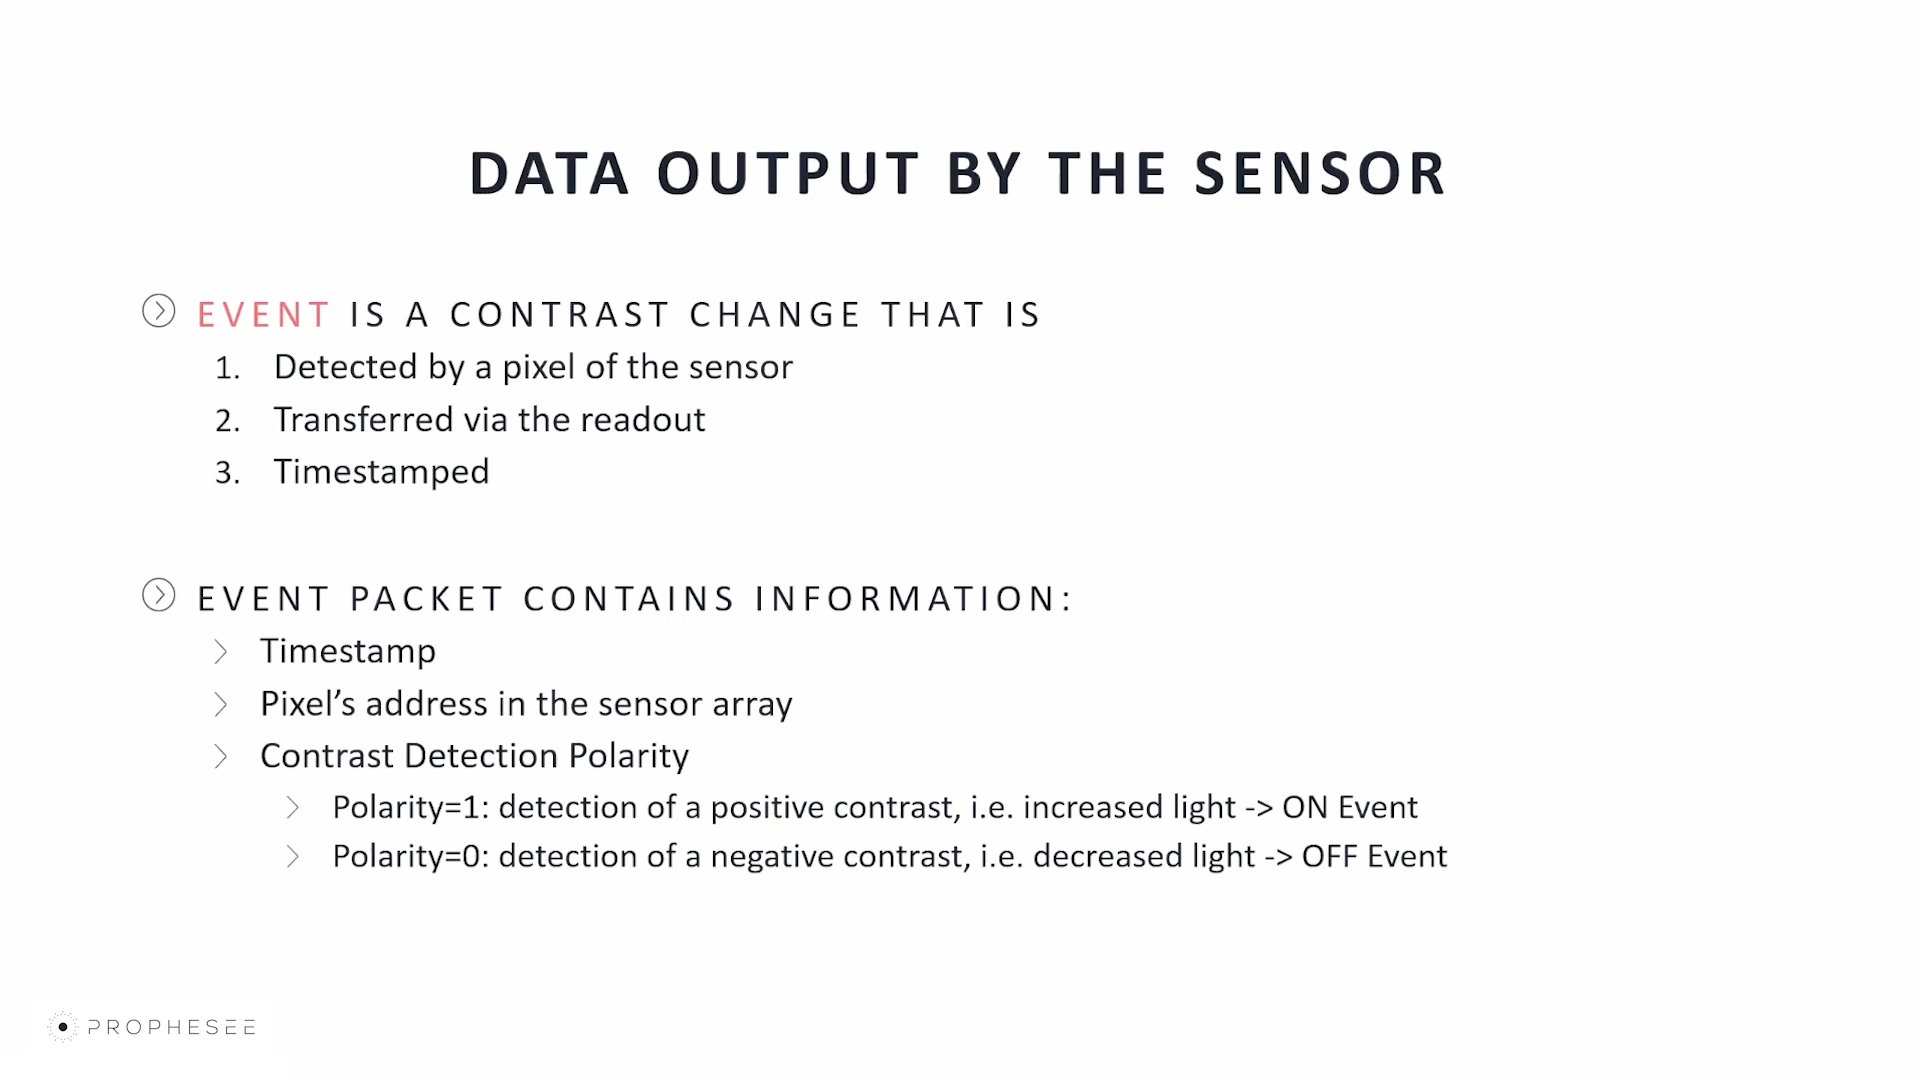 DATA OUTPUT BY THE SENSOR
EVENT IS A CONTRAST CHANGE THAT IS
1. Detected by a pixel of the sensor
2. Transferred via the readout
3. Timestamped
EVENT PACKET CONTAINS INFORMATION:
Timestamp
Pixel’s address in the sensor array
Contrast Detection Polarity
Polarity=1: detection of a positive contrast, i.e. increased light -> ON Event
Polarity=0: detection of a negative contrast, i.e. decreased light -> OFF Event
PROPHESEE